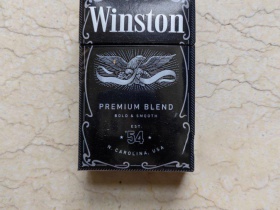 Winston
PREMIUM BLEND
BOLD & SMOOTH
EST.
54
N. CAROLINA, USA